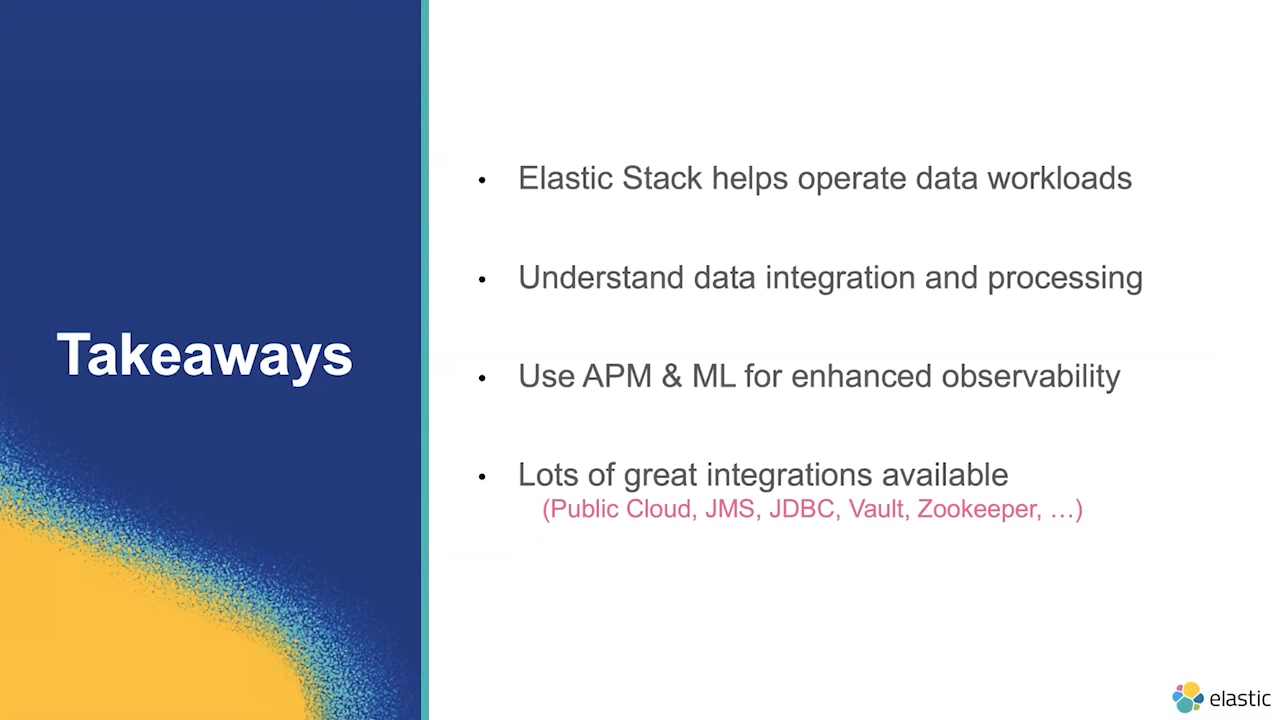 Takeaways
• Elastic Stack helps operate data workloads
• Understand data integration and processing
• Use APM & ML for enhanced observability
• Lots of great integrations available
(Public Cloud, JMS, JDBC, Vault, Zookeeper, …)
elastic